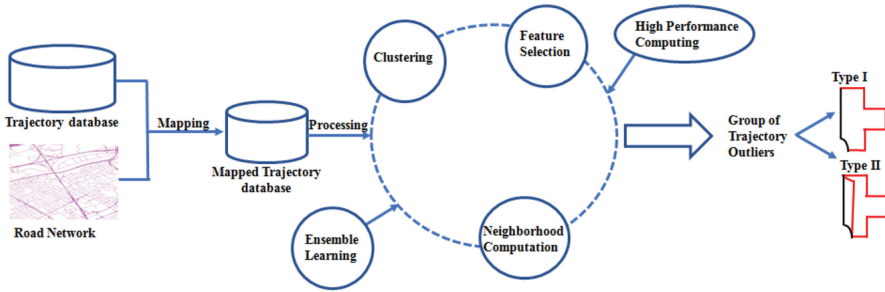 Trajectory database
Road Network
Mapping
Mapped Trajectory
database
Processing
Clustering
Feature
Selection
High Performance
Computing
Ensemble
Learning
Neighborhood
Computation
Group of
Trajectory
Outliers
Type I
Type II